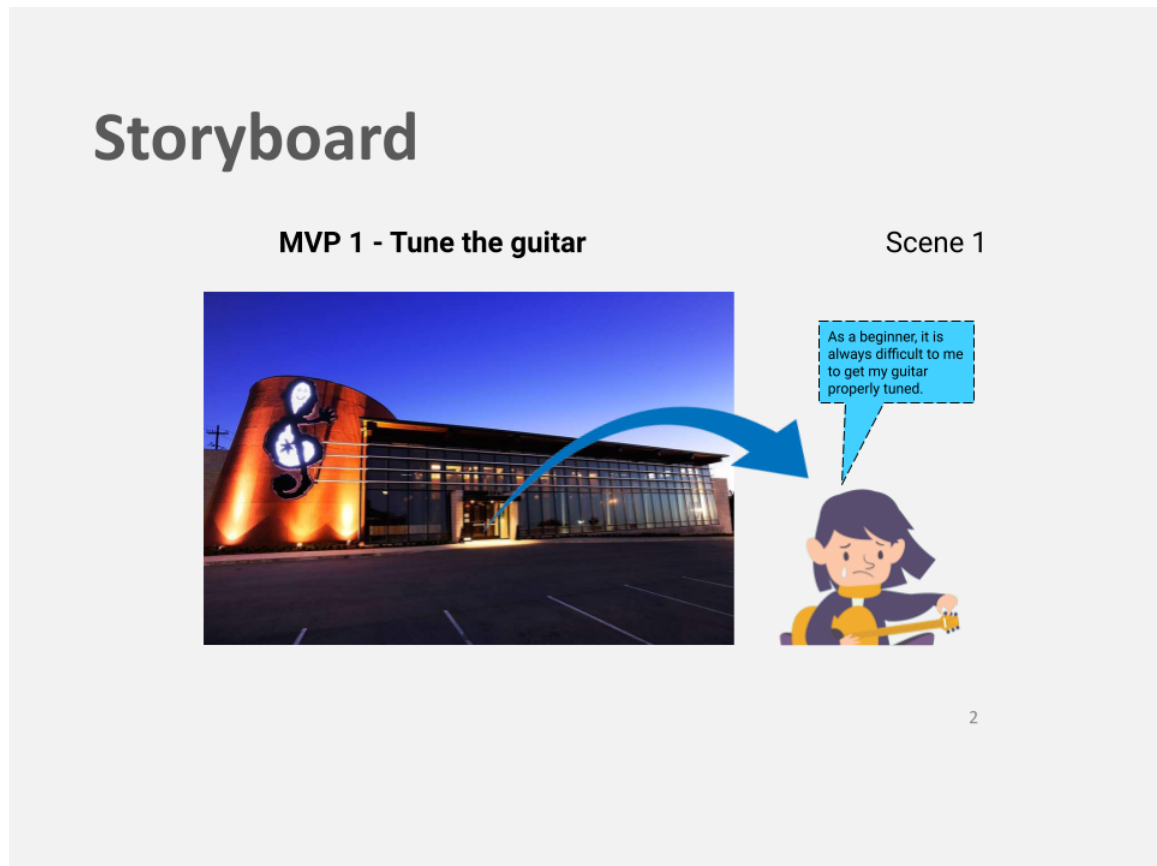 Storyboard
MVP 1 - Tune the guitar
Scene 1
As a beginner, it is
always difficult to me
to get my guitar
properly tuned.
2